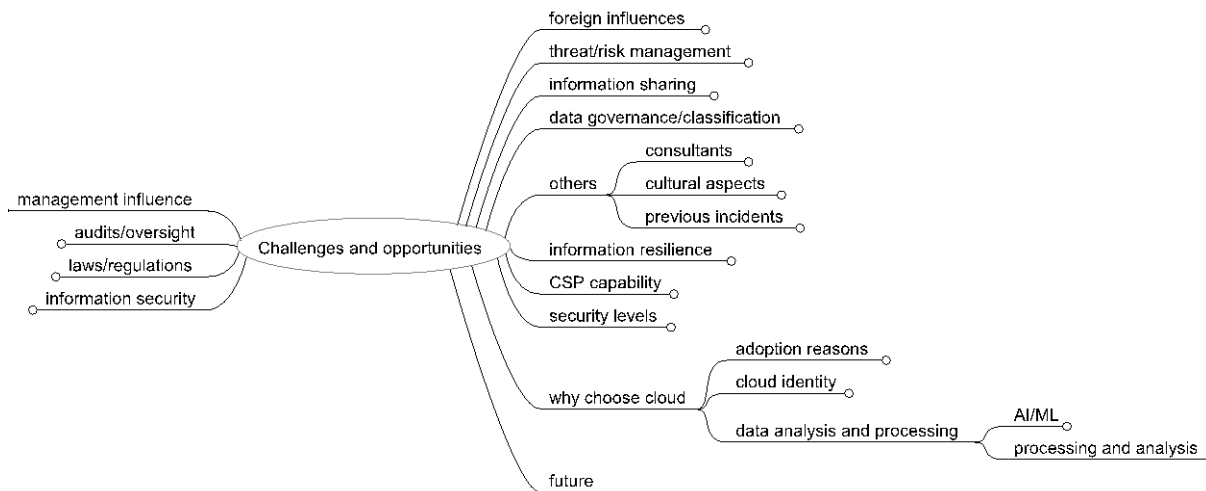 foreign influences
threat/risk management
information sharing
data governance/classification
consultants
others
cultural aspects
previous incidents
management influence
audits/oversight
Challenges and opportunities
information resilience
laws/regulations
CSP capability
information security
security levels
adoption reasons
cloud identity
why choose cloud
AI/ML
data analysis and processing
processing and analysis
future